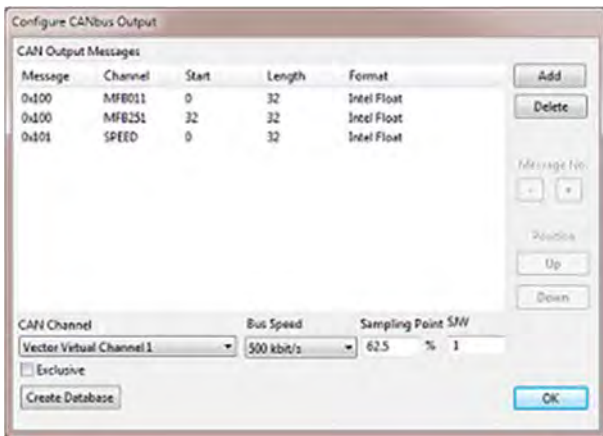 Configure CANbus Output
CAN Output Messages
Message Channel Start Length Format
0x100 MFB011 0 32 Intel Float
0x100 MFB251 32 32 Intel Float
0x101 SPEED 0 32 Intel Float
Add
Delete
Message No.
- +
Position
Up
Down
CAN Channel Bus Speed Sampling Point SJW
Vector Virtual Channel 1 500 kbit/s 62.5 % 1
Exclusive
Create Database OK